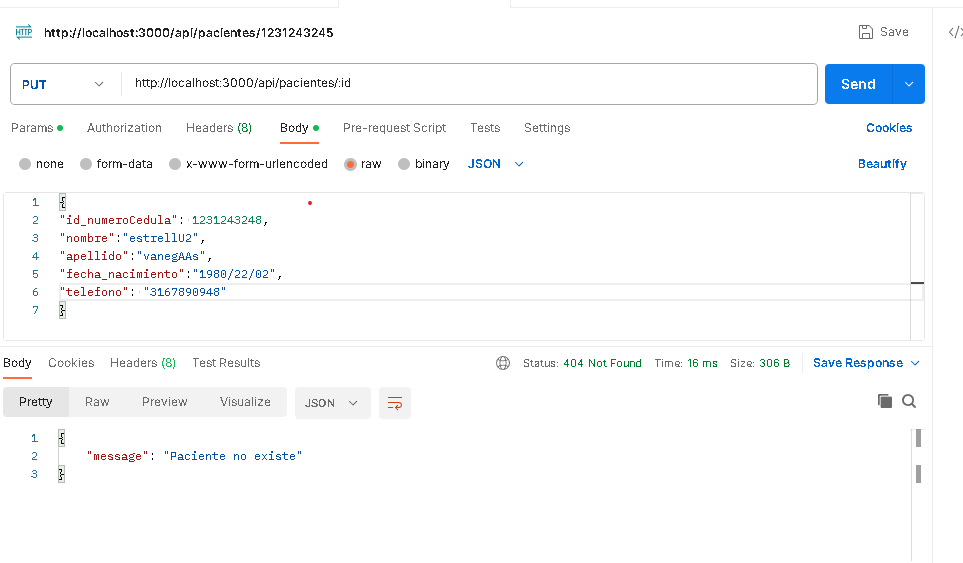 HTTP http://localhost:3000/api/pacientes/1231243245 Save </>
PUT http://localhost:3000/api/pacientes/:id Send
Params Authorization Headers (8) Body Pre-request Script Tests Settings Cookies
none form-data x-www-form-urlencoded raw binary JSON Beautify
1 {
2 "id_numeroCedula": 1231243248,
3 "nombre":"estrellU2",
4 "apellido":"vanegAAs",
5 "fecha_nacimiento":"1980/22/02",
6 "telefono": "3167890948"
7 }
Body Cookies Headers (8) Test Results Status: 404 Not Found Time: 16 ms Size: 306 B Save Response
Pretty Raw Preview Visualize JSON
1 {
2 "message": "Paciente no existe"
3 }